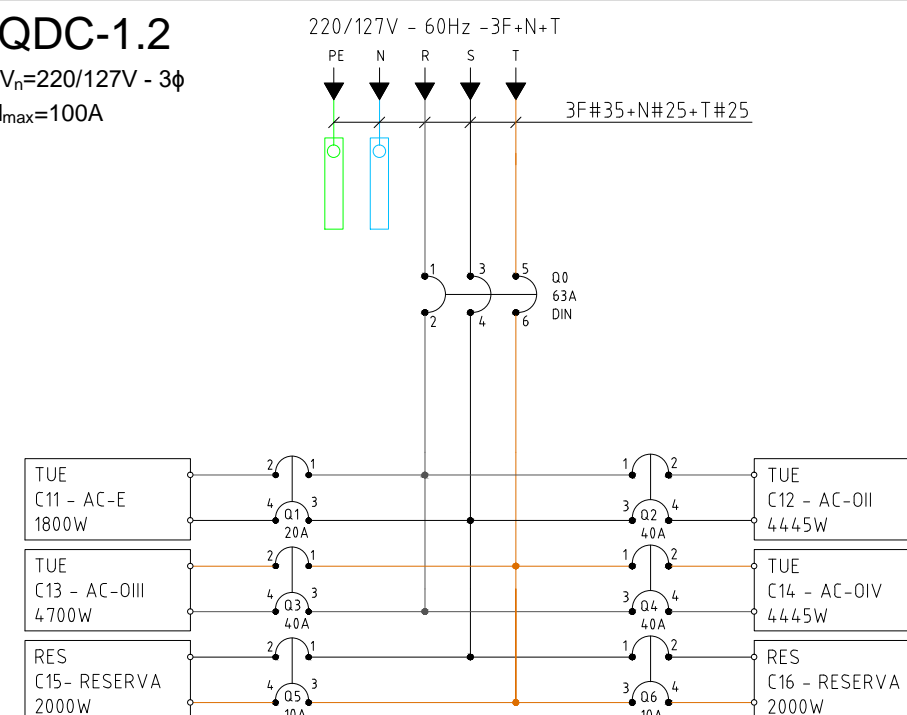 QDC-1.2
Vn=220/127V - 3ϕ
Imax=100A
220/127V - 60Hz -3F+N+T
PE N R S T
3F#35+N#25+T#25
1 3 5
2 4 6
Q0
63A
DIN
TUE
C11 - AC-E
1800W
2 1
4 3
Q1
20A
1 2
3 4
Q2
40A
TUE
C12 - AC-OII
4445W
TUE
C13 - AC-OIII
4700W
2 1
4 3
Q3
40A
1 2
3 4
Q4
40A
TUE
C14 - AC-OIV
4445W
RES
C15- RESERVA
2000W
2 1
4 3
Q5
10A
1 2
3 4
Q6
10A
RES
C16 - RESERVA
2000W